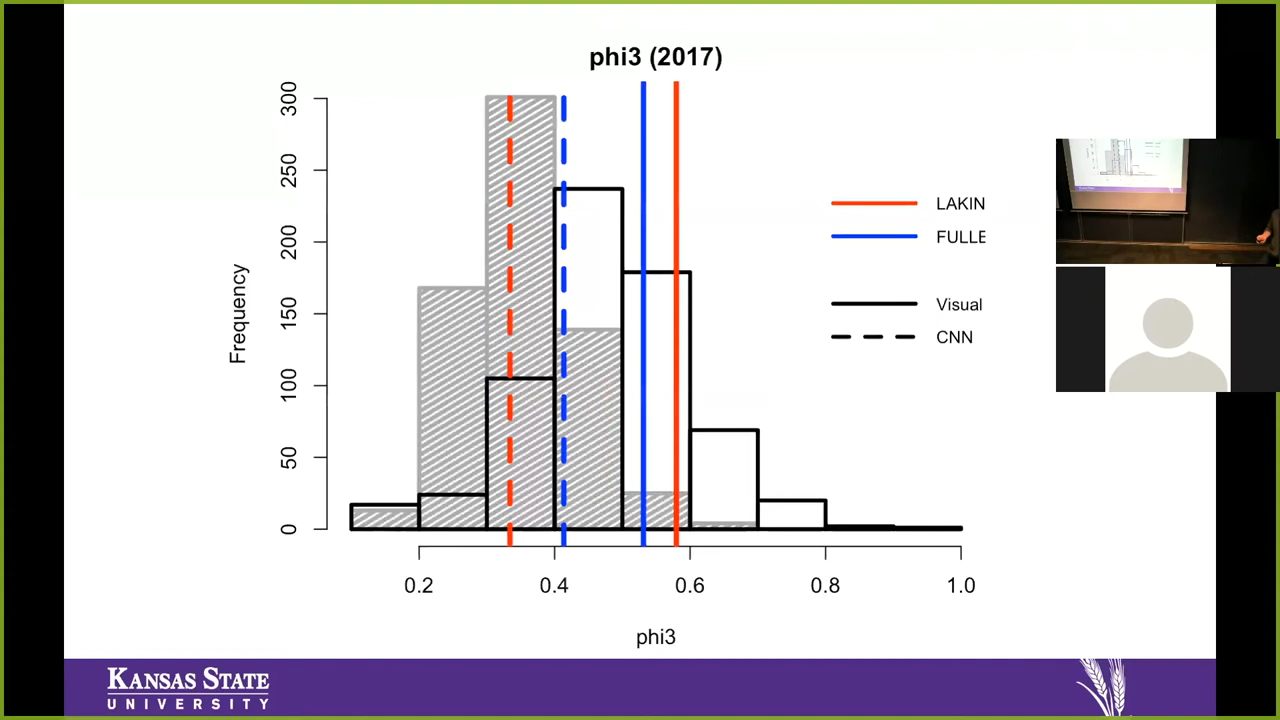 phi3 (2017)
300
250
200
150
100
50
0
Frequency
0.2 0.4 0.6 0.8 1.0
phi3
LAKIN
FULLE
Visual
CNN
KANSAS STATE
UNIVERSITY